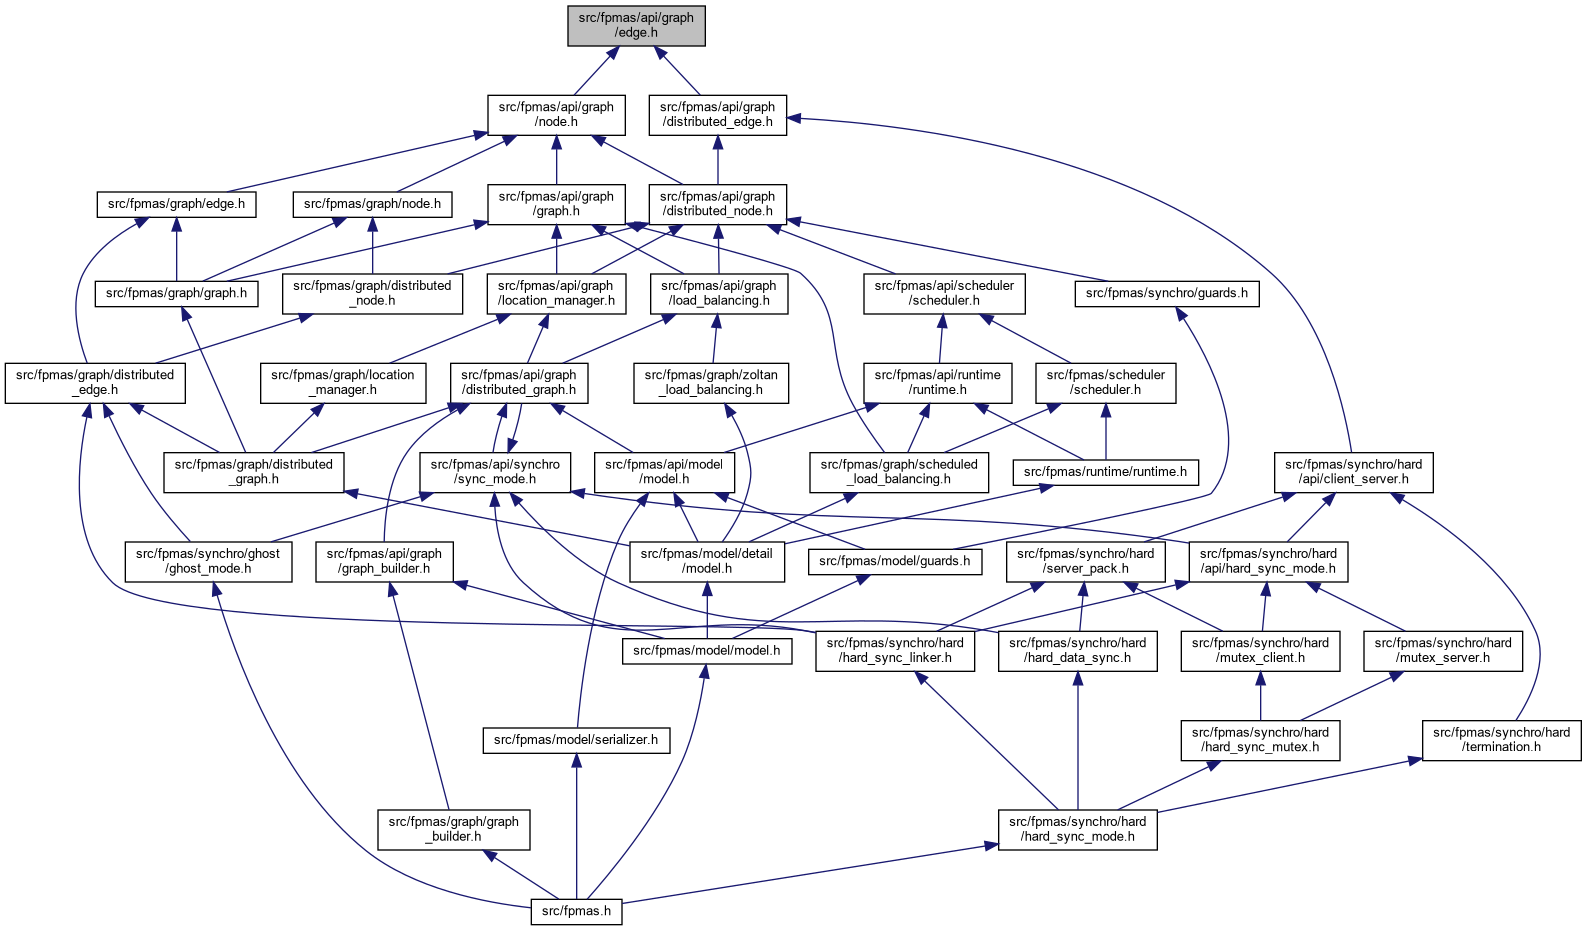 src/fpmas/api/graph
/edge.h
src/fpmas/api/graph
/node.h
src/fpmas/api/graph
/distributed_edge.h
src/fpmas/graph/edge.h
src/fpmas/graph/node.h
src/fpmas/api/graph
/graph.h
src/fpmas/api/graph
/distributed_node.h
src/fpmas/graph/graph.h
src/fpmas/graph/distributed
_node.h
src/fpmas/api/graph
/location_manager.h
src/fpmas/api/graph
/load_balancing.h
src/fpmas/api/scheduler
/scheduler.h
src/fpmas/synchro/guards.h
src/fpmas/graph/distributed
_edge.h
src/fpmas/graph/location
_manager.h
src/fpmas/api/graph
/distributed_graph.h
src/fpmas/graph/zoltan
_load_balancing.h
src/fpmas/api/runtime
/runtime.h
src/fpmas/scheduler
/scheduler.h
src/fpmas/graph/distributed
_graph.h
src/fpmas/api/synchro
/sync_mode.h
src/fpmas/api/model
/model.h
src/fpmas/graph/scheduled
_load_balancing.h
src/fpmas/runtime/runtime.h
src/fpmas/synchro/hard
/api/client_server.h
src/fpmas/synchro/ghost
/ghost_mode.h
src/fpmas/api/graph
/graph_builder.h
src/fpmas/model/detail
/model.h
src/fpmas/model/guards.h
src/fpmas/synchro/hard
/server_pack.h
src/fpmas/synchro/hard
/api/hard_sync_mode.h
src/fpmas/model/model.h
src/fpmas/synchro/hard
/hard_sync_linker.h
src/fpmas/synchro/hard
/hard_data_sync.h
src/fpmas/synchro/hard
/mutex_client.h
src/fpmas/synchro/hard
/mutex_server.h
src/fpmas/model/serializer.h
src/fpmas/synchro/hard
/hard_sync_mutex.h
src/fpmas/synchro/hard
/termination.h
src/fpmas/graph/graph
_builder.h
src/fpmas/synchro/hard
/hard_sync_mode.h
src/fpmas.h